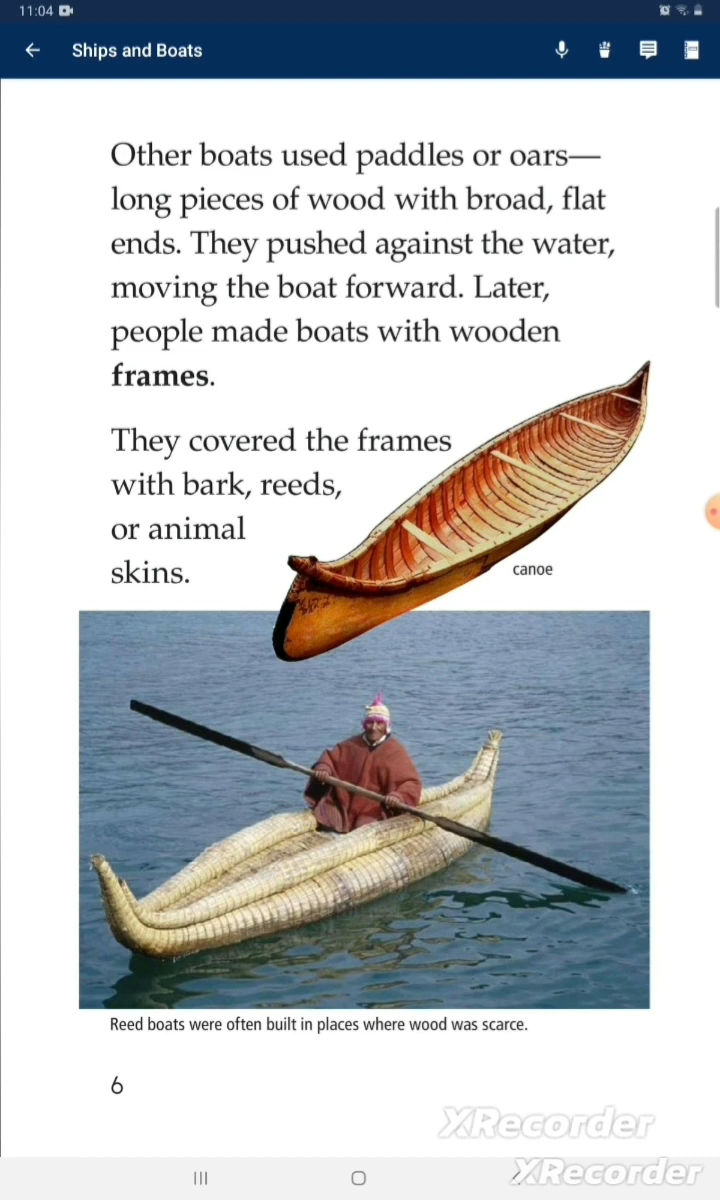 11:04
Ships and Boats
Other boats used paddles or oars—
long pieces of wood with broad, flat
ends. They pushed against the water,
moving the boat forward. Later,
people made boats with wooden
frames.
They covered the frames
with bark, reeds,
or animal
skins.
canoe
Reed boats were often built in places where wood was scarce.
6
XRecorder
XRecorder